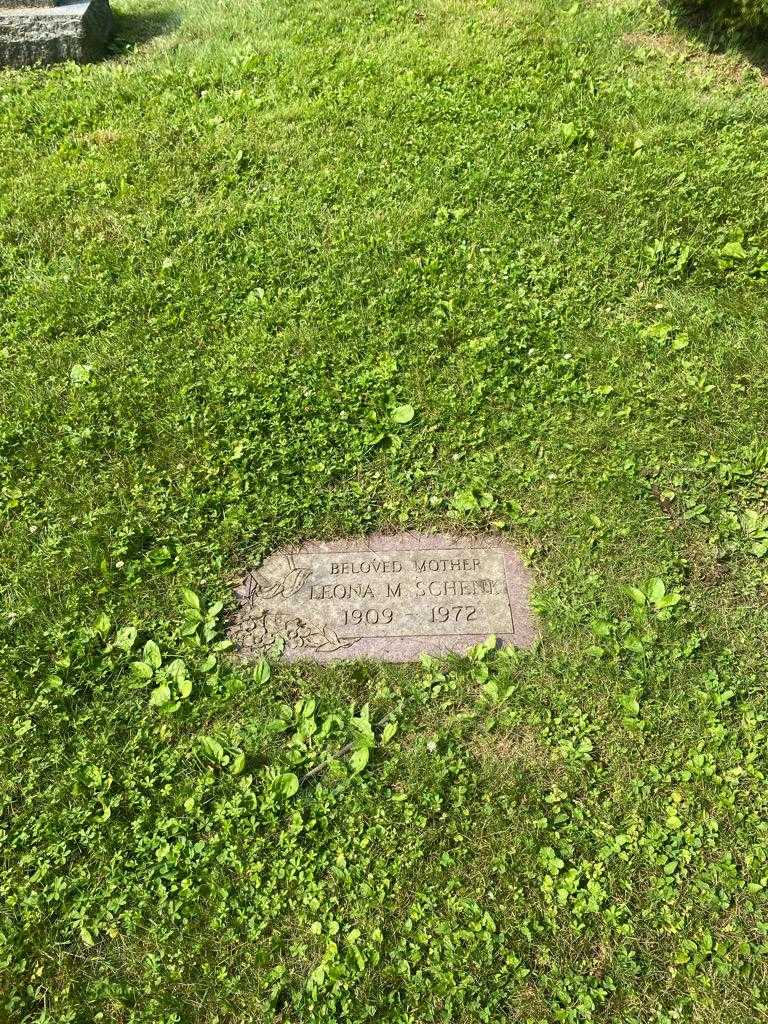 BELOVED MOTHER
LEONA M. SCHENK
1909 - 1972